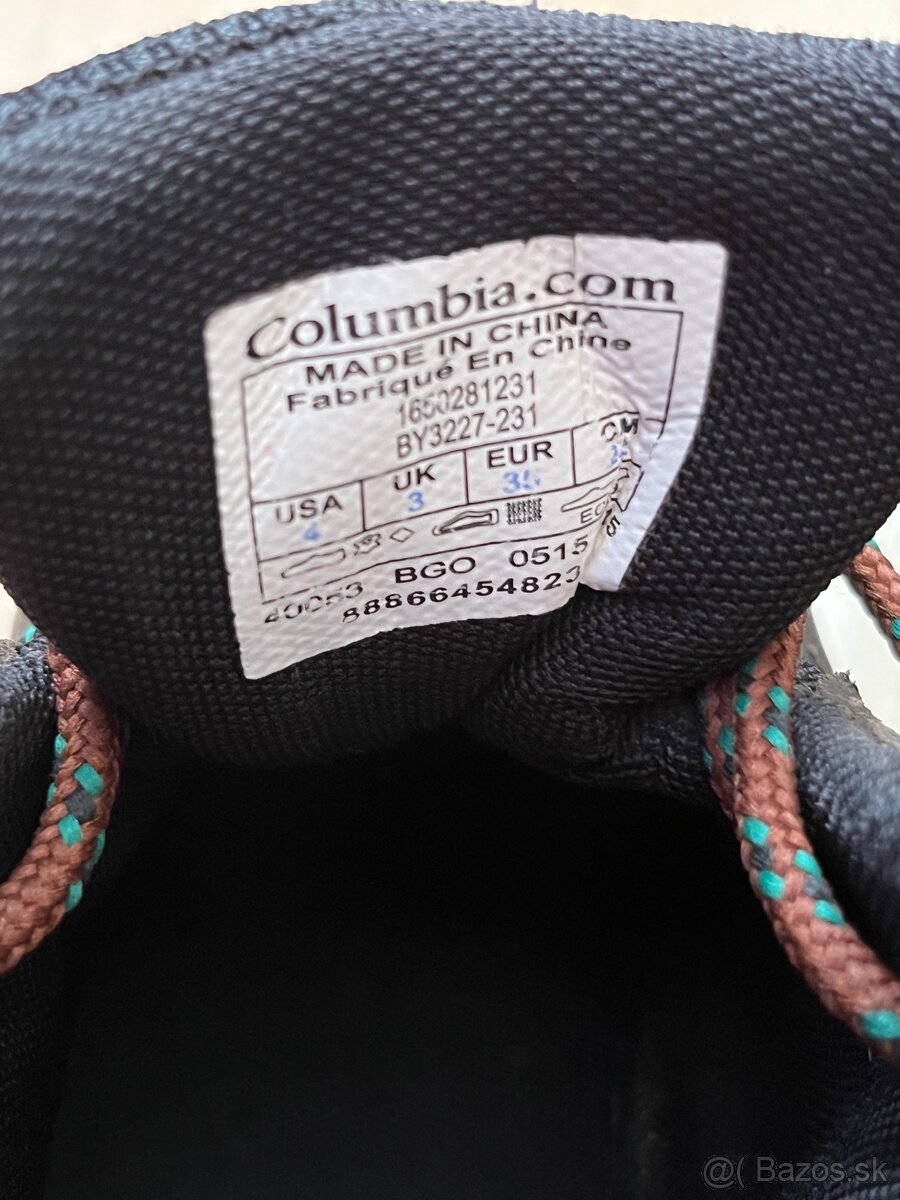 Columbia.com
MADE IN CHINA
Fabriqué En Chine
1650281231
BY3227-231
USA UK EUR CM
4 3 35
BGO 0515
88866454823
@( Bazos.sk